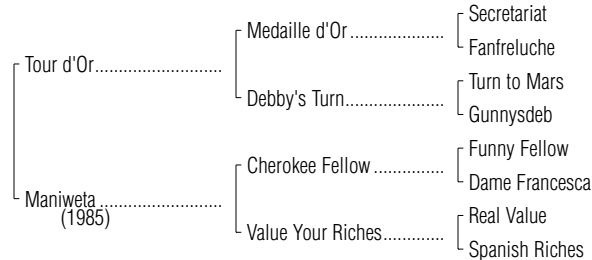 Secretariat
Medaille d'Or
Fanfreluche
Tour d'Or
Turn to Mars
Debby's Turn
Gunnysdeb
Funny Fellow
Cherokee Fellow
Dame Francesca
Maniweta
(1985)
Real Value
Value Your Riches
Spanish Riches